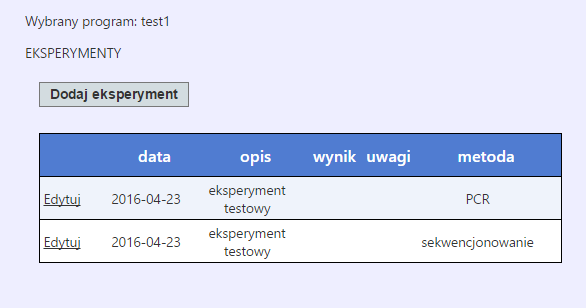 Wybrany program: test1
EKSPERYMENTY
Dodaj eksperyment
data opis wynik uwagi metoda
Edytuj 2016-04-23 eksperyment testowy PCR
Edytuj 2016-04-23 eksperyment testowy sekwencjonowanie